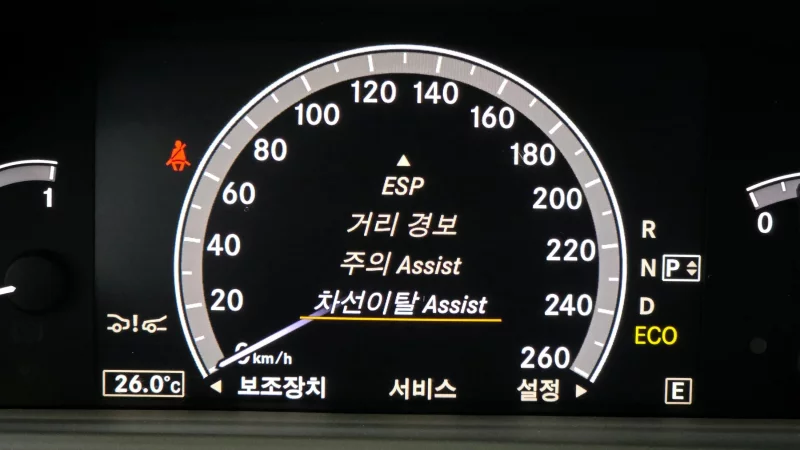 120 140
100 160
80 180
60 200
40 220
20 240
0 km/h 260
ESP
거리 경보
주의 Assist
차선이탈 Assist
보조장치 서비스 설정
26.0°C
1
0
R
N P
D
ECO
E